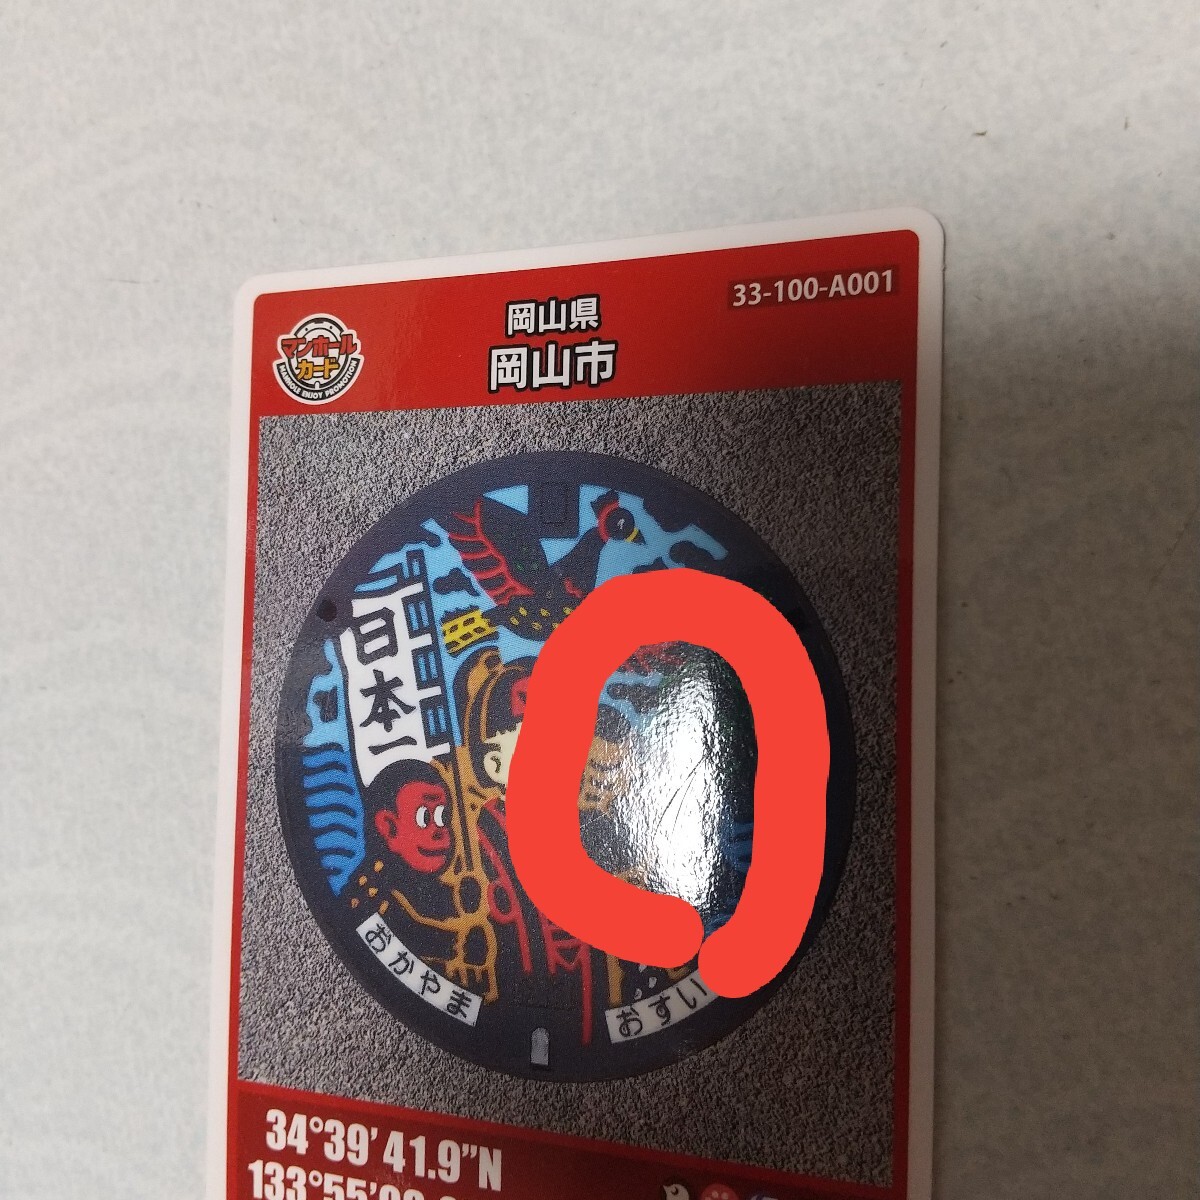 33-100-A001
岡山県
岡山市
マンホール
カード
MANHOLE ENJOY PROMOTION
日本一
おかやま
おすい
34°39'41.9"N